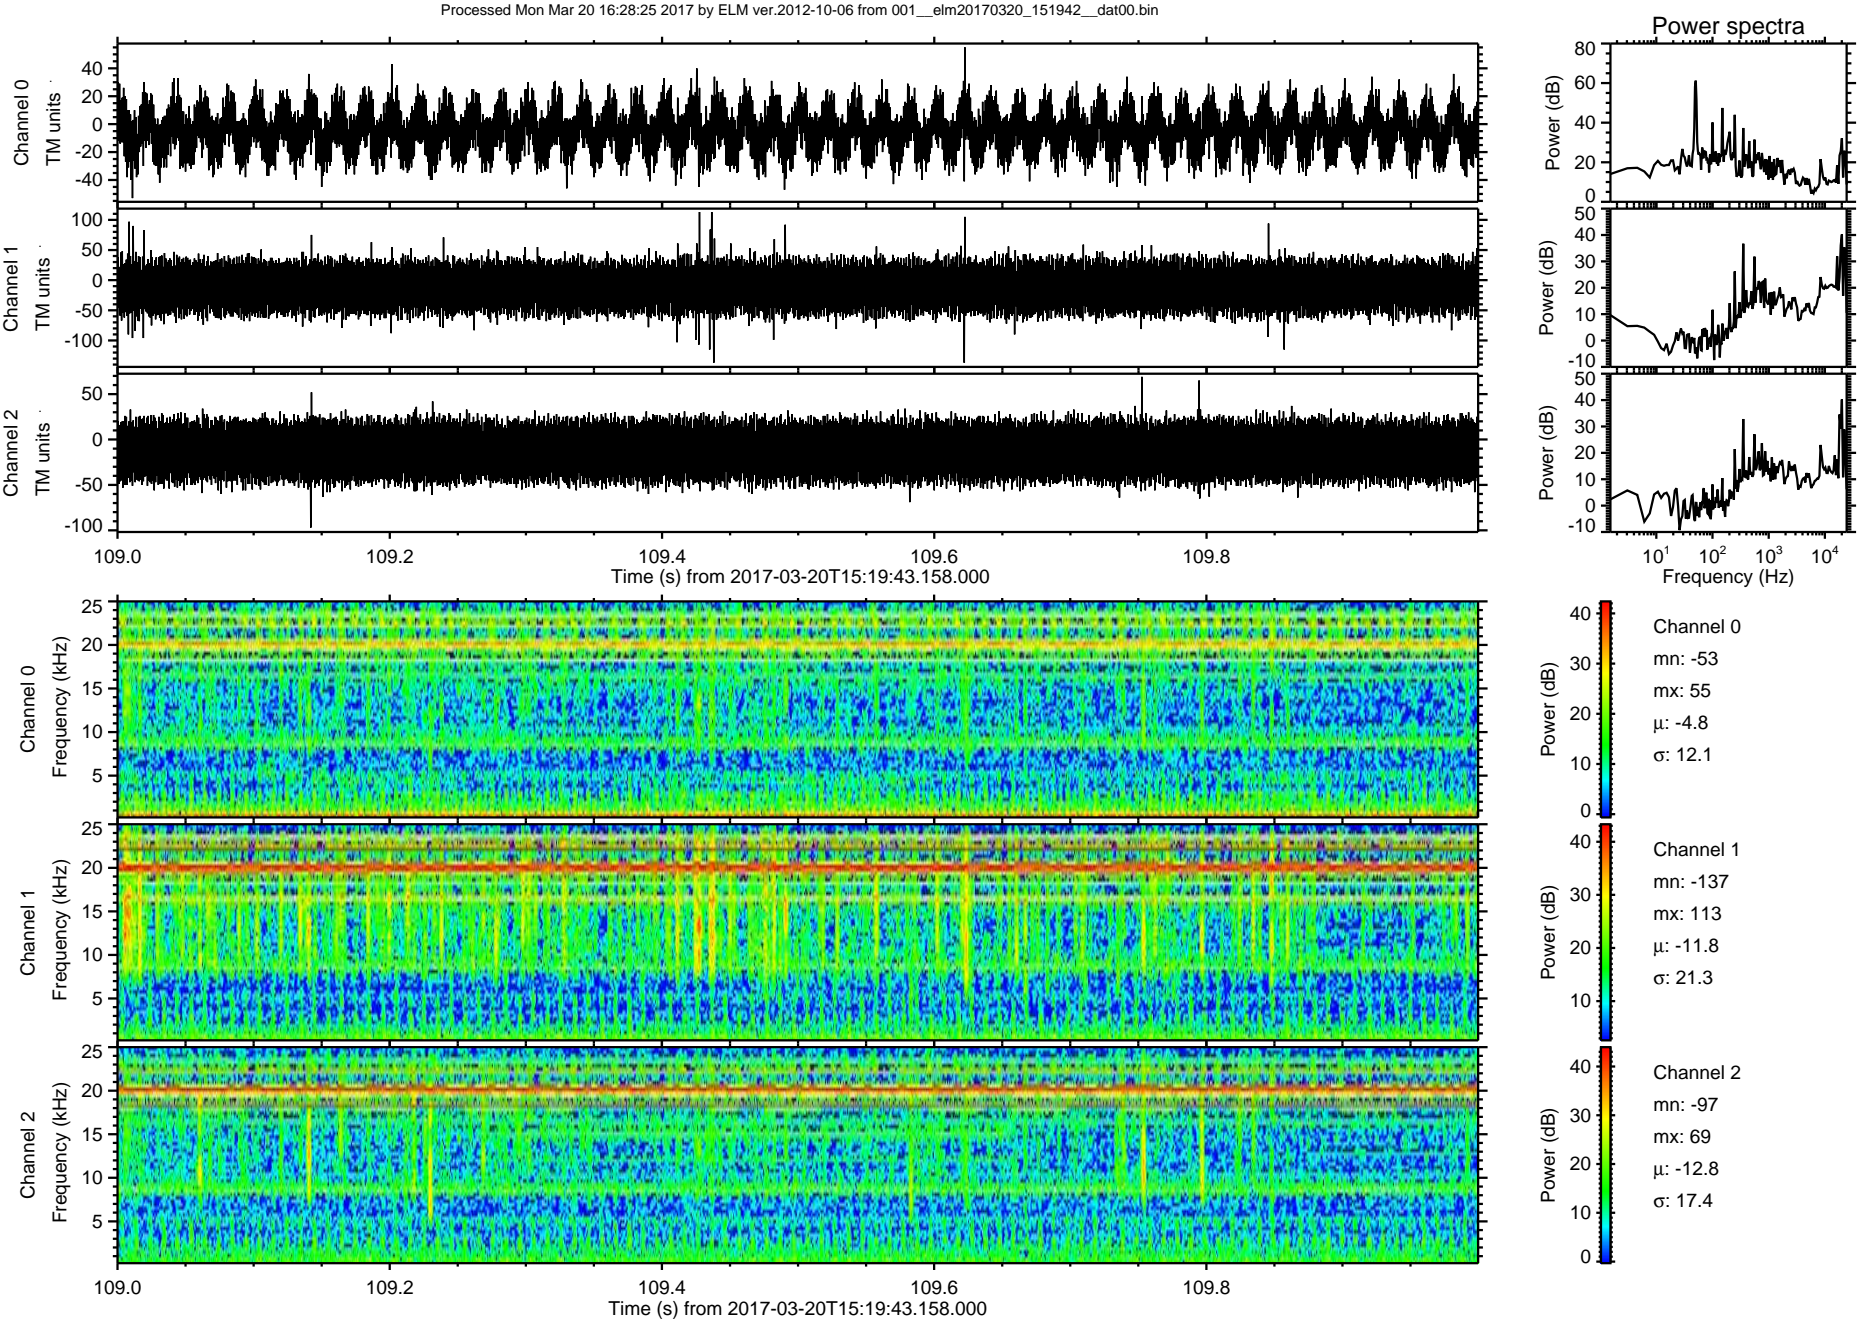 Processed Mon Mar 20 16:28:25 2017 by ELM ver.2012-10-06 from 001__elm20170320_151942__dat00.bin
Power spectra
Channel 0
TM units
40
20
0
-20
-40
Power (dB)
80
60
40
20
0
Channel 1
TM units
100
50
0
-50
-100
Power (dB)
50
40
30
20
10
0
-10
Channel 2
TM units
50
0
-50
-100
Power (dB)
50
40
30
20
10
0
-10
109.0 109.2 109.4 109.6 109.8
Time (s) from 2017-03-20T15:19:43.158.000
10¹ 10² 10³ 10⁴
Frequency (Hz)
Channel 0
Frequency (kHz)
25
20
15
10
5
Power (dB)
40
30
20
10
0
Channel 0
mn: -53
mx: 55
μ: -4.8
σ: 12.1
Channel 1
Frequency (kHz)
25
20
15
10
5
Power (dB)
40
30
20
10
Channel 1
mn: -137
mx: 113
μ: -11.8
σ: 21.3
Channel 2
Frequency (kHz)
25
20
15
10
5
Power (dB)
40
30
20
10
0
Channel 2
mn: -97
mx: 69
μ: -12.8
σ: 17.4
109.0 109.2 109.4 109.6 109.8
Time (s) from 2017-03-20T15:19:43.158.000